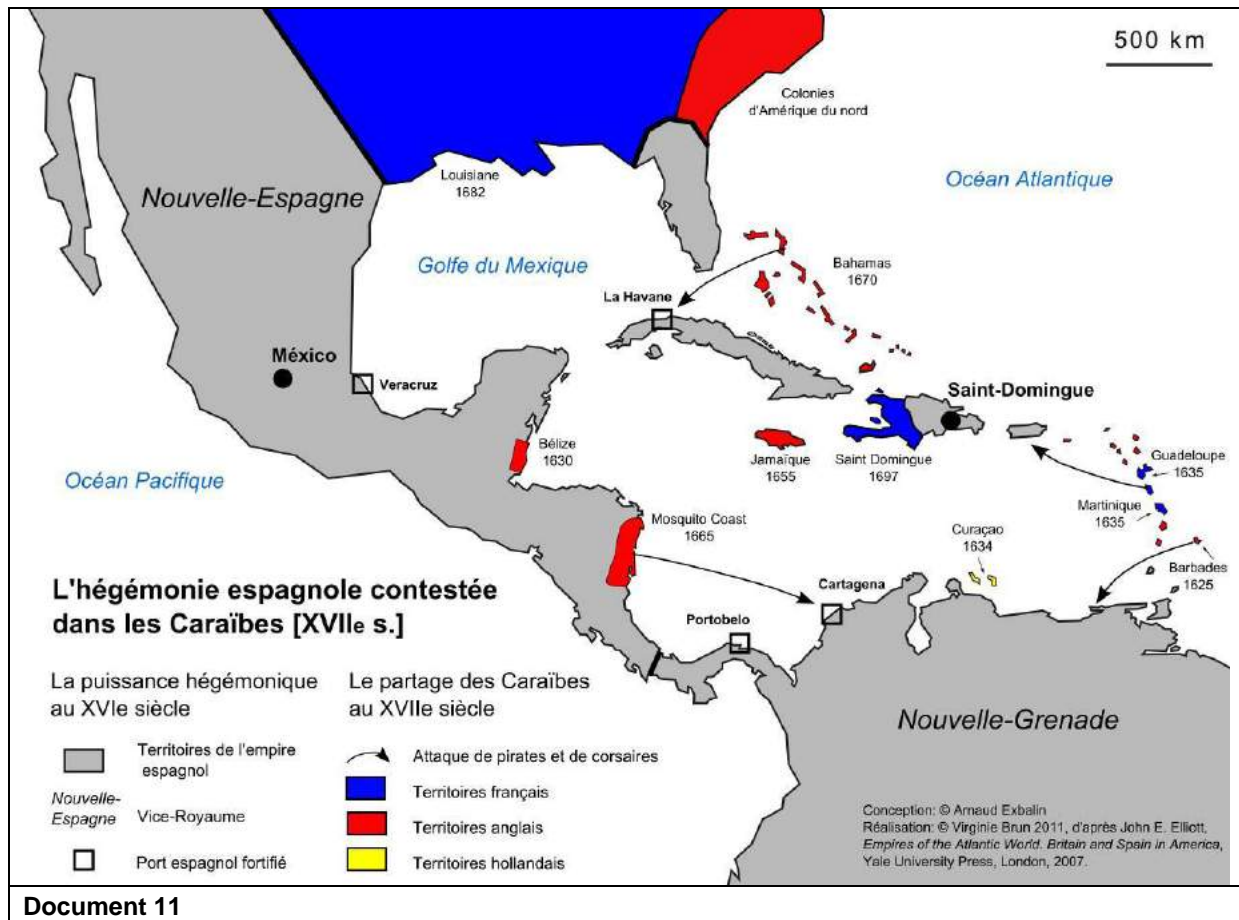 500 km
Colonies
d'Amérique du nord
Louisiane
1682
Nouvelle-Espagne
Océan Atlantique
Golfe du Mexique
Bahamas
1670
La Havane
México
Veracruz
Saint-Domingue
Bélize
1630
Jamaïque
1655
Saint Domingue
1697
Guadeloupe
1635
Océan Pacifique
Martinique
1635
Mosquito Coast
1665
Curaçao
1634
Barbades
1625
Cartagena
Portobelo
L'hégémonie espagnole contestée
dans les Caraïbes [XVIIe s.]
Nouvelle-Grenade
La puissance hégémonique
au XVIe siècle
Territoires de l'empire
espagnol
Nouvelle-
Espagne
Vice-Royaume
Port espagnol fortifié
Le partage des Caraïbes
au XVIIe siècle
Attaque de pirates et de corsaires
Territoires français
Territoires anglais
Territoires hollandais
Conception: © Arnaud Exbalin
Réalisation: © Virginie Brun 2011, d'après John E. Elliott,
Empires of the Atlantic World. Britain and Spain in America,
Yale University Press, London, 2007.
Document 11